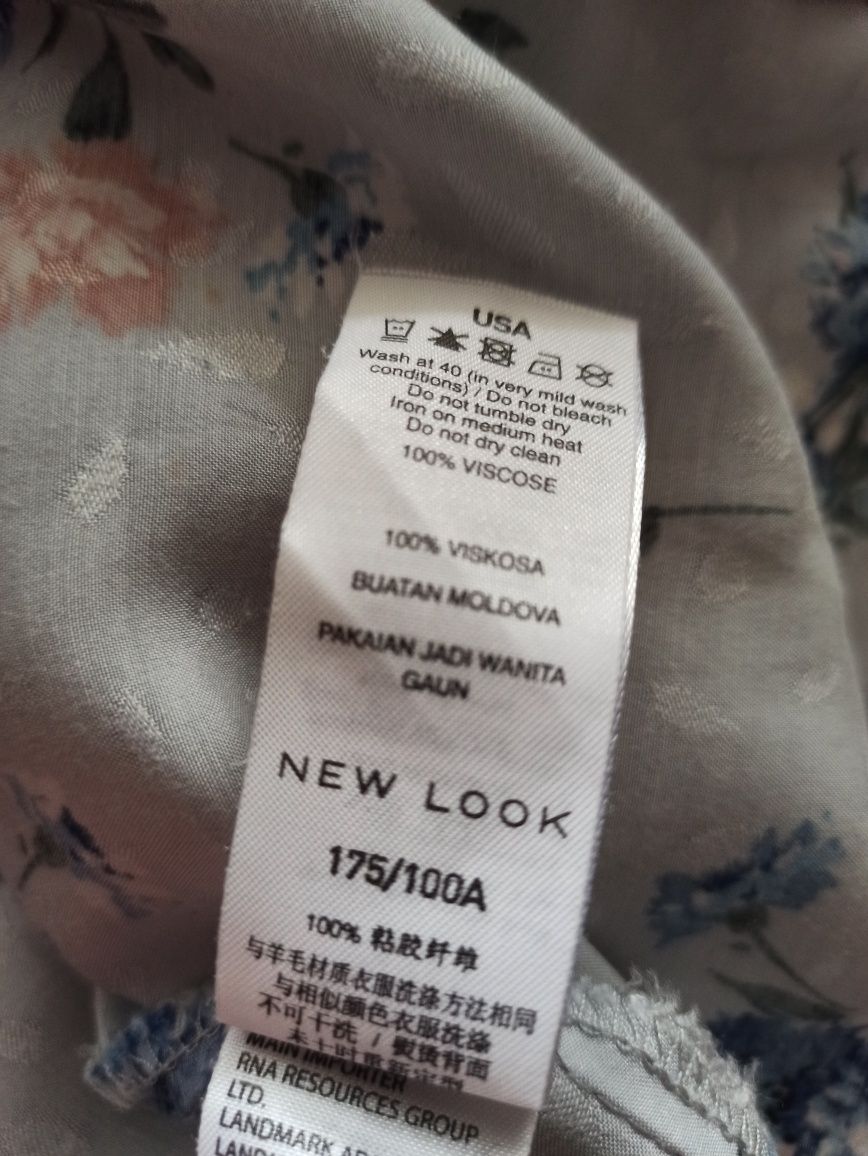 USA
Wash at 40 (in very mild wash
conditions) / Do not bleach
Do not tumble dry
Iron on medium heat
Do not dry clean
100% VISCOSE
100% VISKOSA
BUATAN MOLDOVA
PAKAIAN JADI WANITA
GAUN
NEW LOOK
175/100A
100% 粘胶纤维
与羊毛材质衣服洗涤方法相同
与相似颜色衣服洗涤
不可干洗 / 熨烫背面
MAIN IMPORTER
RNA RESOURCES GROUP
LTD.
LANDMARK